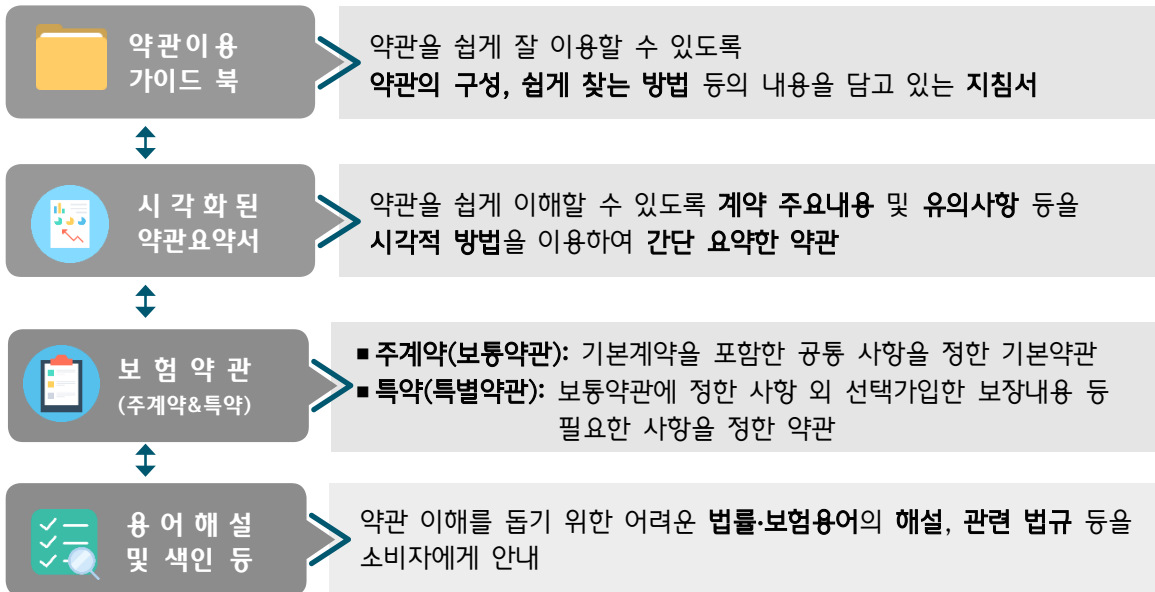 약관이용
가이드 북
약관을 쉽게 잘 이용할 수 있도록
약관의 구성, 쉽게 찾는 방법 등의 내용을 담고 있는 지침서
시각화된
약관요약서
약관을 쉽게 이해할 수 있도록 계약 주요내용 및 유의사항 등을
시각적 방법을 이용하여 간단 요약한 약관
보험약관
(주계약&특약)
▪ 주계약(보통약관): 기본계약을 포함한 공통 사항을 정한 기본약관
▪ 특약(특별약관): 보통약관에 정한 사항 외 선택가입한 보장내용 등
필요한 사항을 정한 약관
용어해설
및 색인 등
약관 이해를 돕기 위한 어려운 법률·보험용어의 해설, 관련 법규 등을
소비자에게 안내